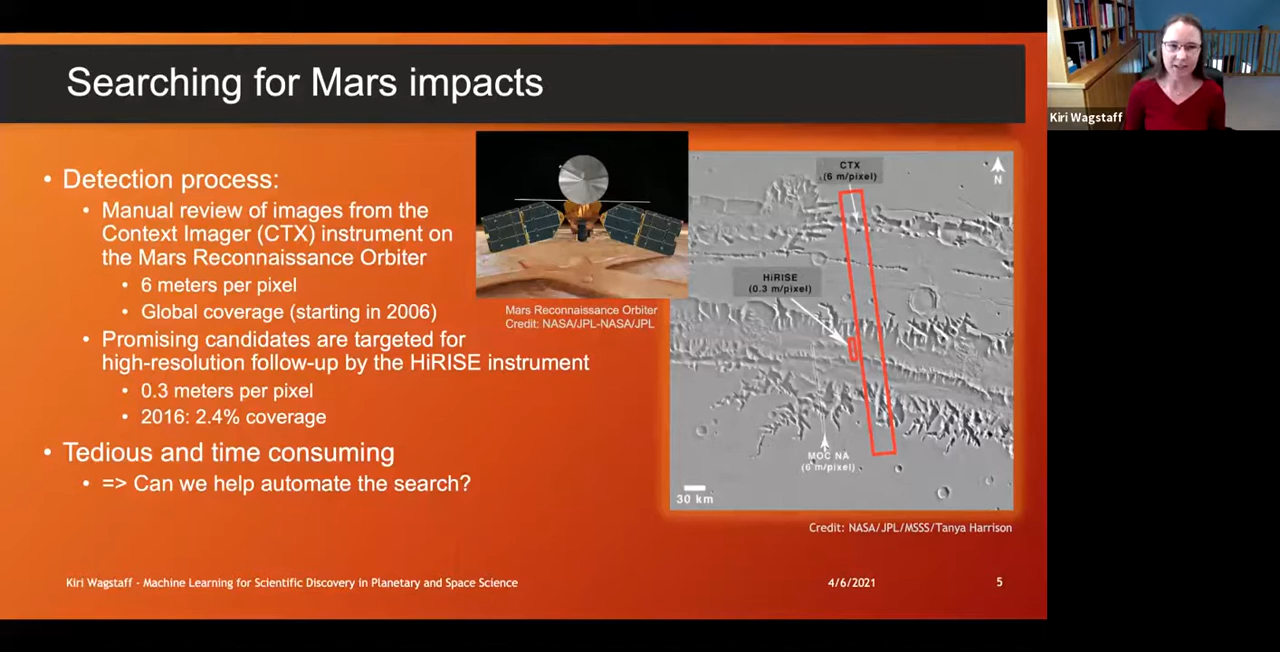 Searching for Mars impacts
Kiri Wagstaff
• Detection process:
• Manual review of images from the
Context Imager (CTX) instrument on
the Mars Reconnaissance Orbiter
• 6 meters per pixel
• Global coverage (starting in 2006)
• Promising candidates are targeted for
high-resolution follow-up by the HiRISE instrument
• 0.3 meters per pixel
• 2016: 2.4% coverage
• Tedious and time consuming
• => Can we help automate the search?
Mars Reconnaissance Orbiter
Credit: NASA/JPL-NASA/JPL
CTX
(6 m/pixel)
N
HiRISE
(0.3 m/pixel)
MOC NA
(6 m/pixel)
30 km
Credit: NASA/JPL/MSSS/Tanya Harrison
Kiri Wagstaff - Machine Learning for Scientific Discovery in Planetary and Space Science
4/6/2021
5